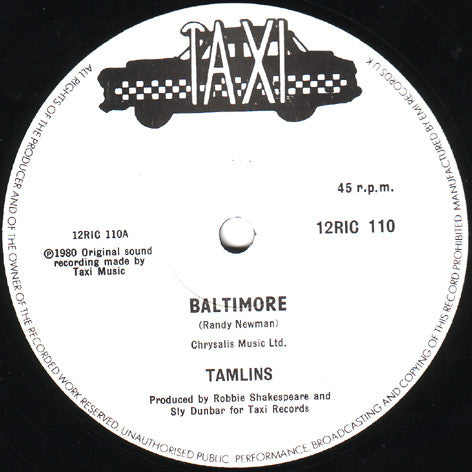 TAXI
ALL RIGHTS OF THE PRODUCER AND OF THE OWNER OF THE RECORDED WORK RESERVED, UNAUTHORISED PUBLIC PERFORMANCE, BROADCASTING AND COPYING OF THIS RECORD PROHIBITED. MANUFACTURED BY EMI RECORDS U.K.
45 r.p.m.
12RIC 110A
12RIC 110
℗1980 Original sound
recording made by
Taxi Music
BALTIMORE
(Randy Newman)
Chrysalis Music Ltd.
TAMLINS
Produced by Robbie Shakespeare and
Sly Dunbar for Taxi Records